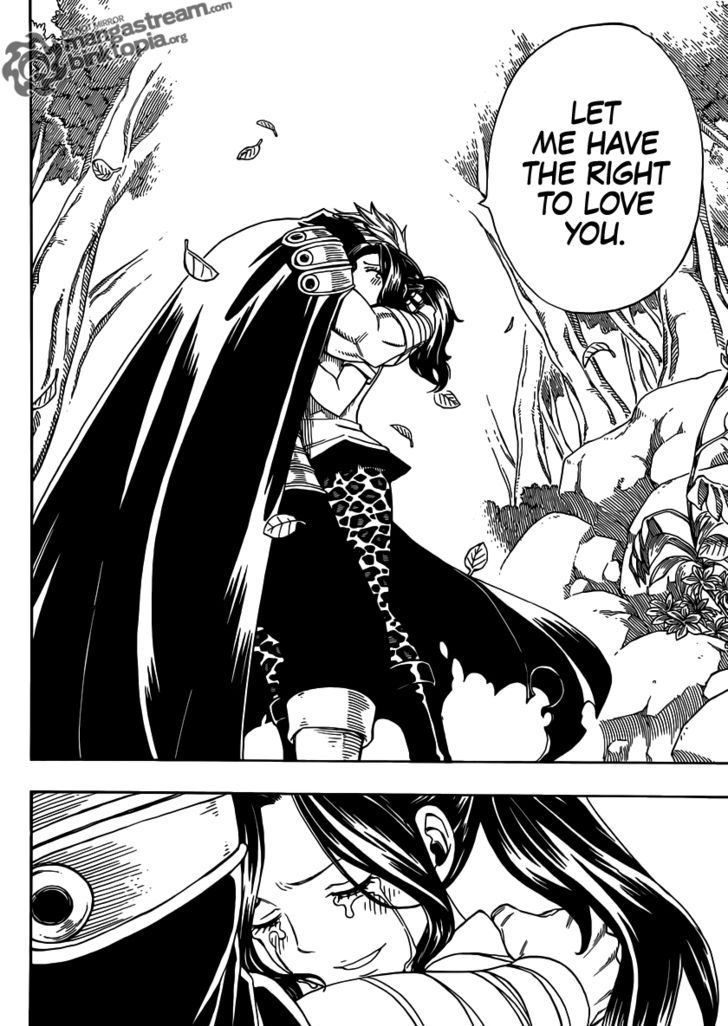 mangastream.com
binktopia.org
LET
ME HAVE
THE RIGHT
TO LOVE
YOU.